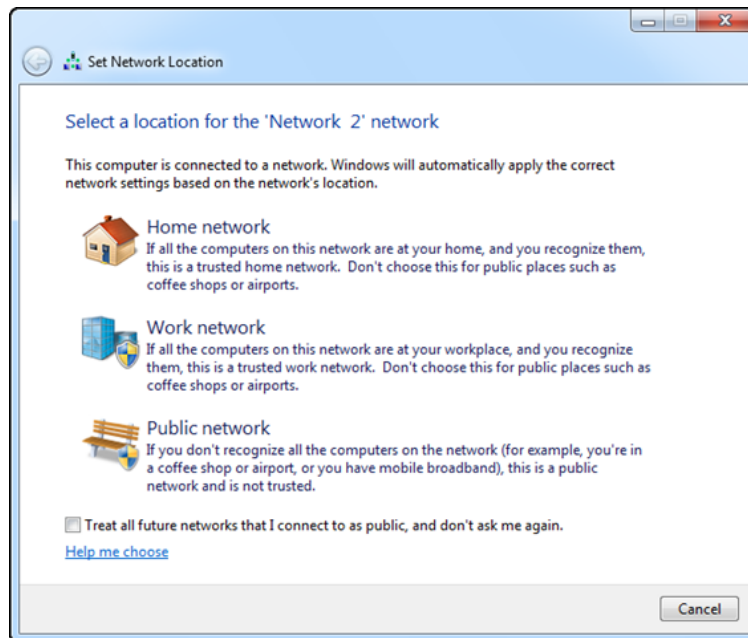 Set Network Location
Select a location for the 'Network 2' network
This computer is connected to a network. Windows will automatically apply the correct
network settings based on the network's location.
Home network
If all the computers on this network are at your home, and you recognize them,
this is a trusted home network. Don't choose this for public places such as
coffee shops or airports.
Work network
If all the computers on this network are at your workplace, and you recognize
them, this is a trusted work network. Don't choose this for public places such as
coffee shops or airports.
Public network
If you don't recognize all the computers on the network (for example, you're in
a coffee shop or airport, or you have mobile broadband), this is a public
network and is not trusted.
Treat all future networks that I connect to as public, and don't ask me again.
Help me choose
Cancel